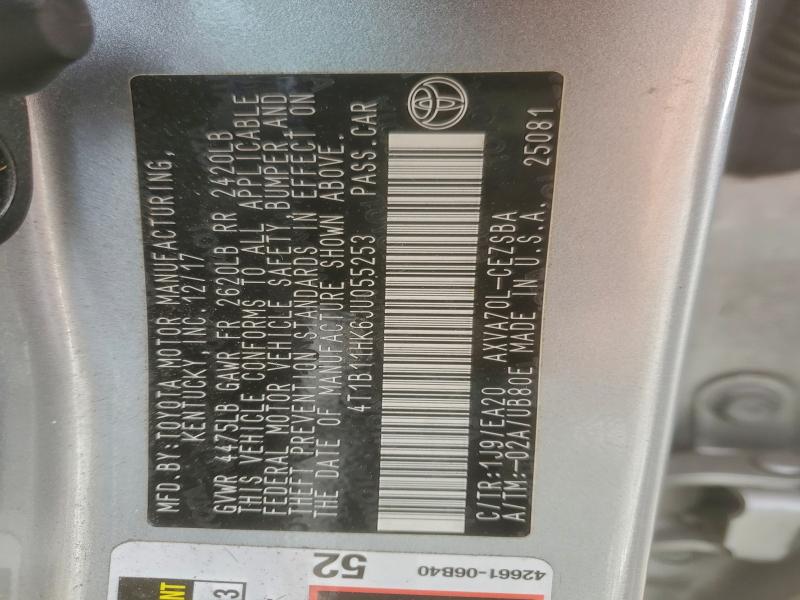 MFD.BY:TOYOTA MOTOR MANUFACTURING,
KENTUCKY, INC. 12/17
GVWR 4475LB GAWR FR 2620LB RR 2420LB
THIS VEHICLE CONFORMS TO ALL APPLICABLE
FEDERAL MOTOR VEHICLE SAFETY, BUMPER, AND
THEFT PREVENTION STANDARDS IN EFFECT ON
THE DATE OF MANUFACTURE SHOWN ABOVE.
4T1B11HK6JU055253 PASS.CAR
C/TR:1J9/EA20 AXVA70L-CEZSBA
A/TM:-02A/UB80E MADE IN U.S.A. 25081
52
42661-06B40
NT
3